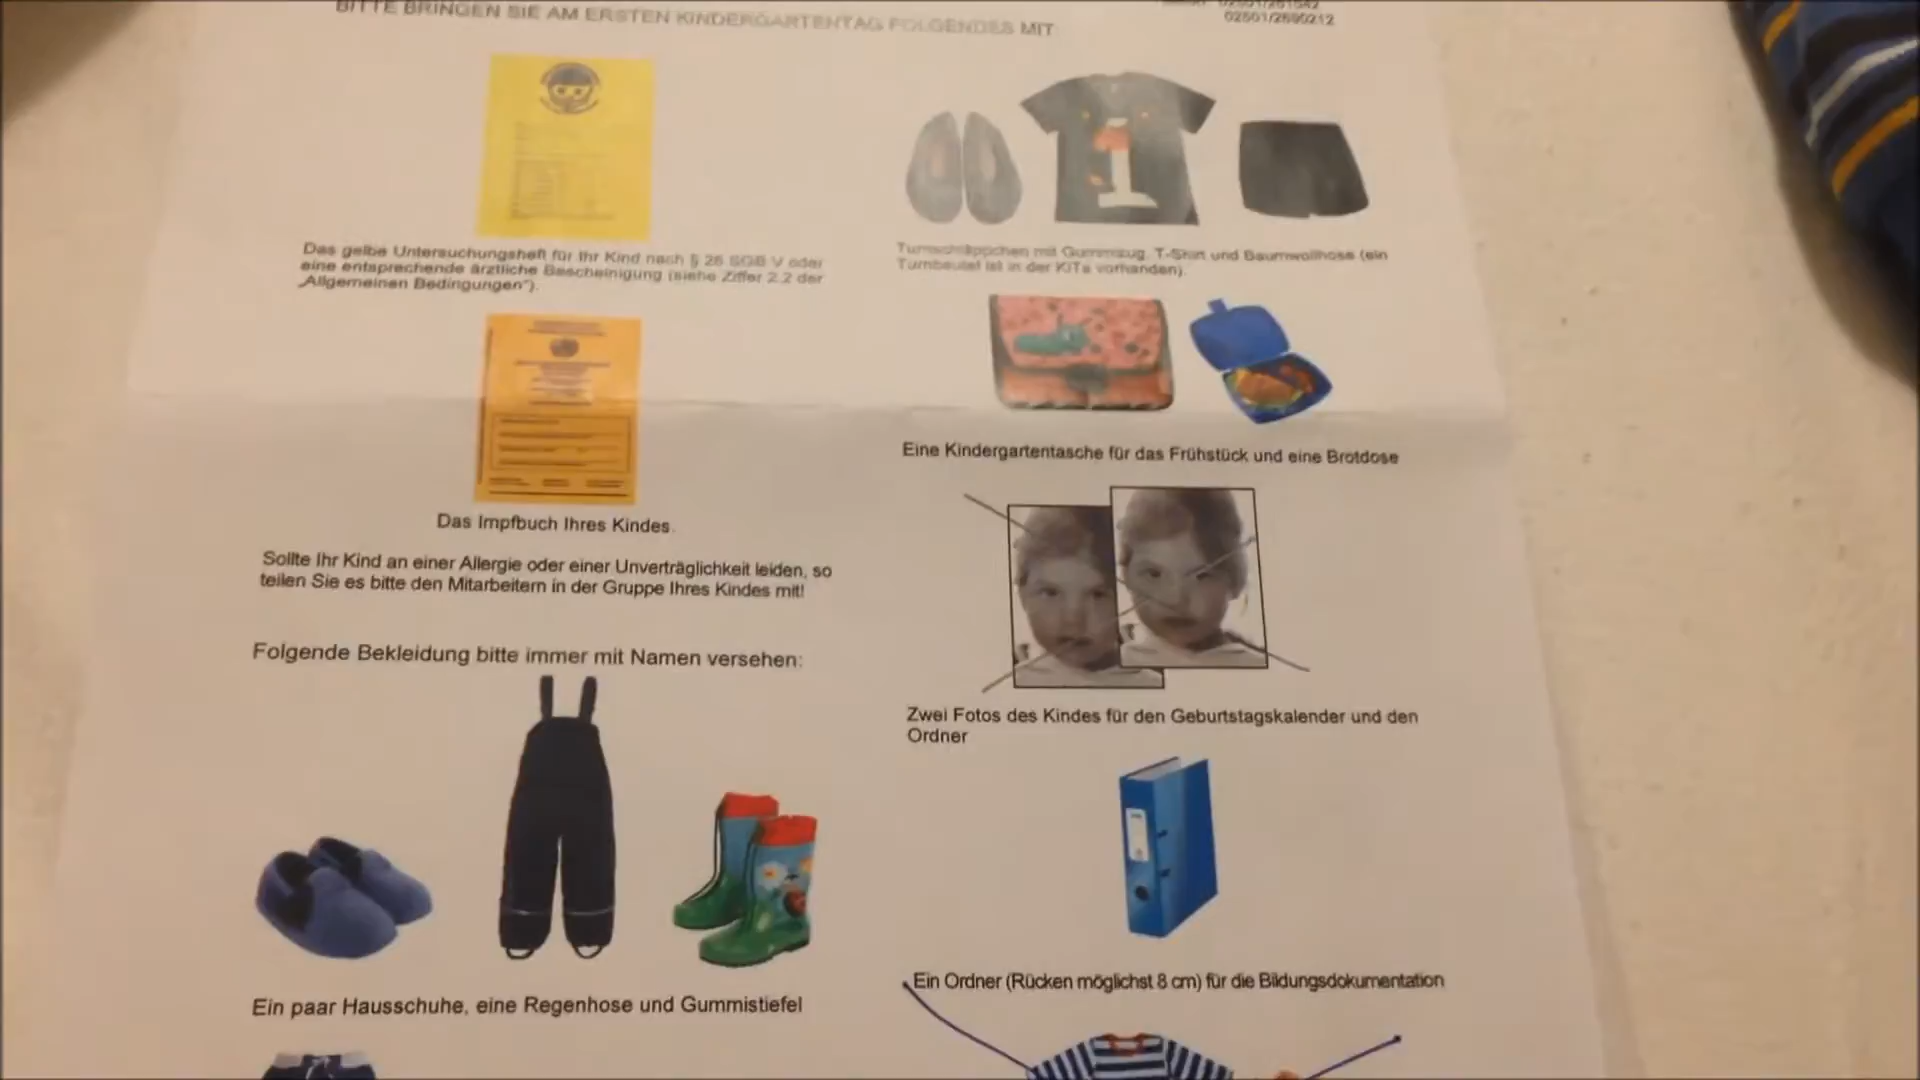 02501/2690212
BITTE BRINGEN SIE AM ERSTEN KINDERGARTENTAG FOLGENDES MIT:
Das gelbe Untersuchungsheft für Ihr Kind nach § 26 SGB V oder
eine entsprechende ärztliche Bescheinigung (siehe Ziffer 2.2 der
„Allgemeinen Bedingungen“).
Das Impfbuch Ihres Kindes.
Sollte Ihr Kind an einer Allergie oder einer Unverträglichkeit leiden, so
teilen Sie es bitte den Mitarbeitern in der Gruppe Ihres Kindes mit!
Folgende Bekleidung bitte immer mit Namen versehen:
Ein paar Hausschuhe, eine Regenhose und Gummistiefel
Turnschläppchen mit Gummizug, T-Shirt und Baumwollhose (ein
Turnbeutel ist in der KiTa vorhanden).
Eine Kindergartentasche für das Frühstück und eine Brotdose
Zwei Fotos des Kindes für den Geburtstagskalender und den
Ordner
Ein Ordner (Rücken möglichst 8 cm) für die Bildungsdokumentation